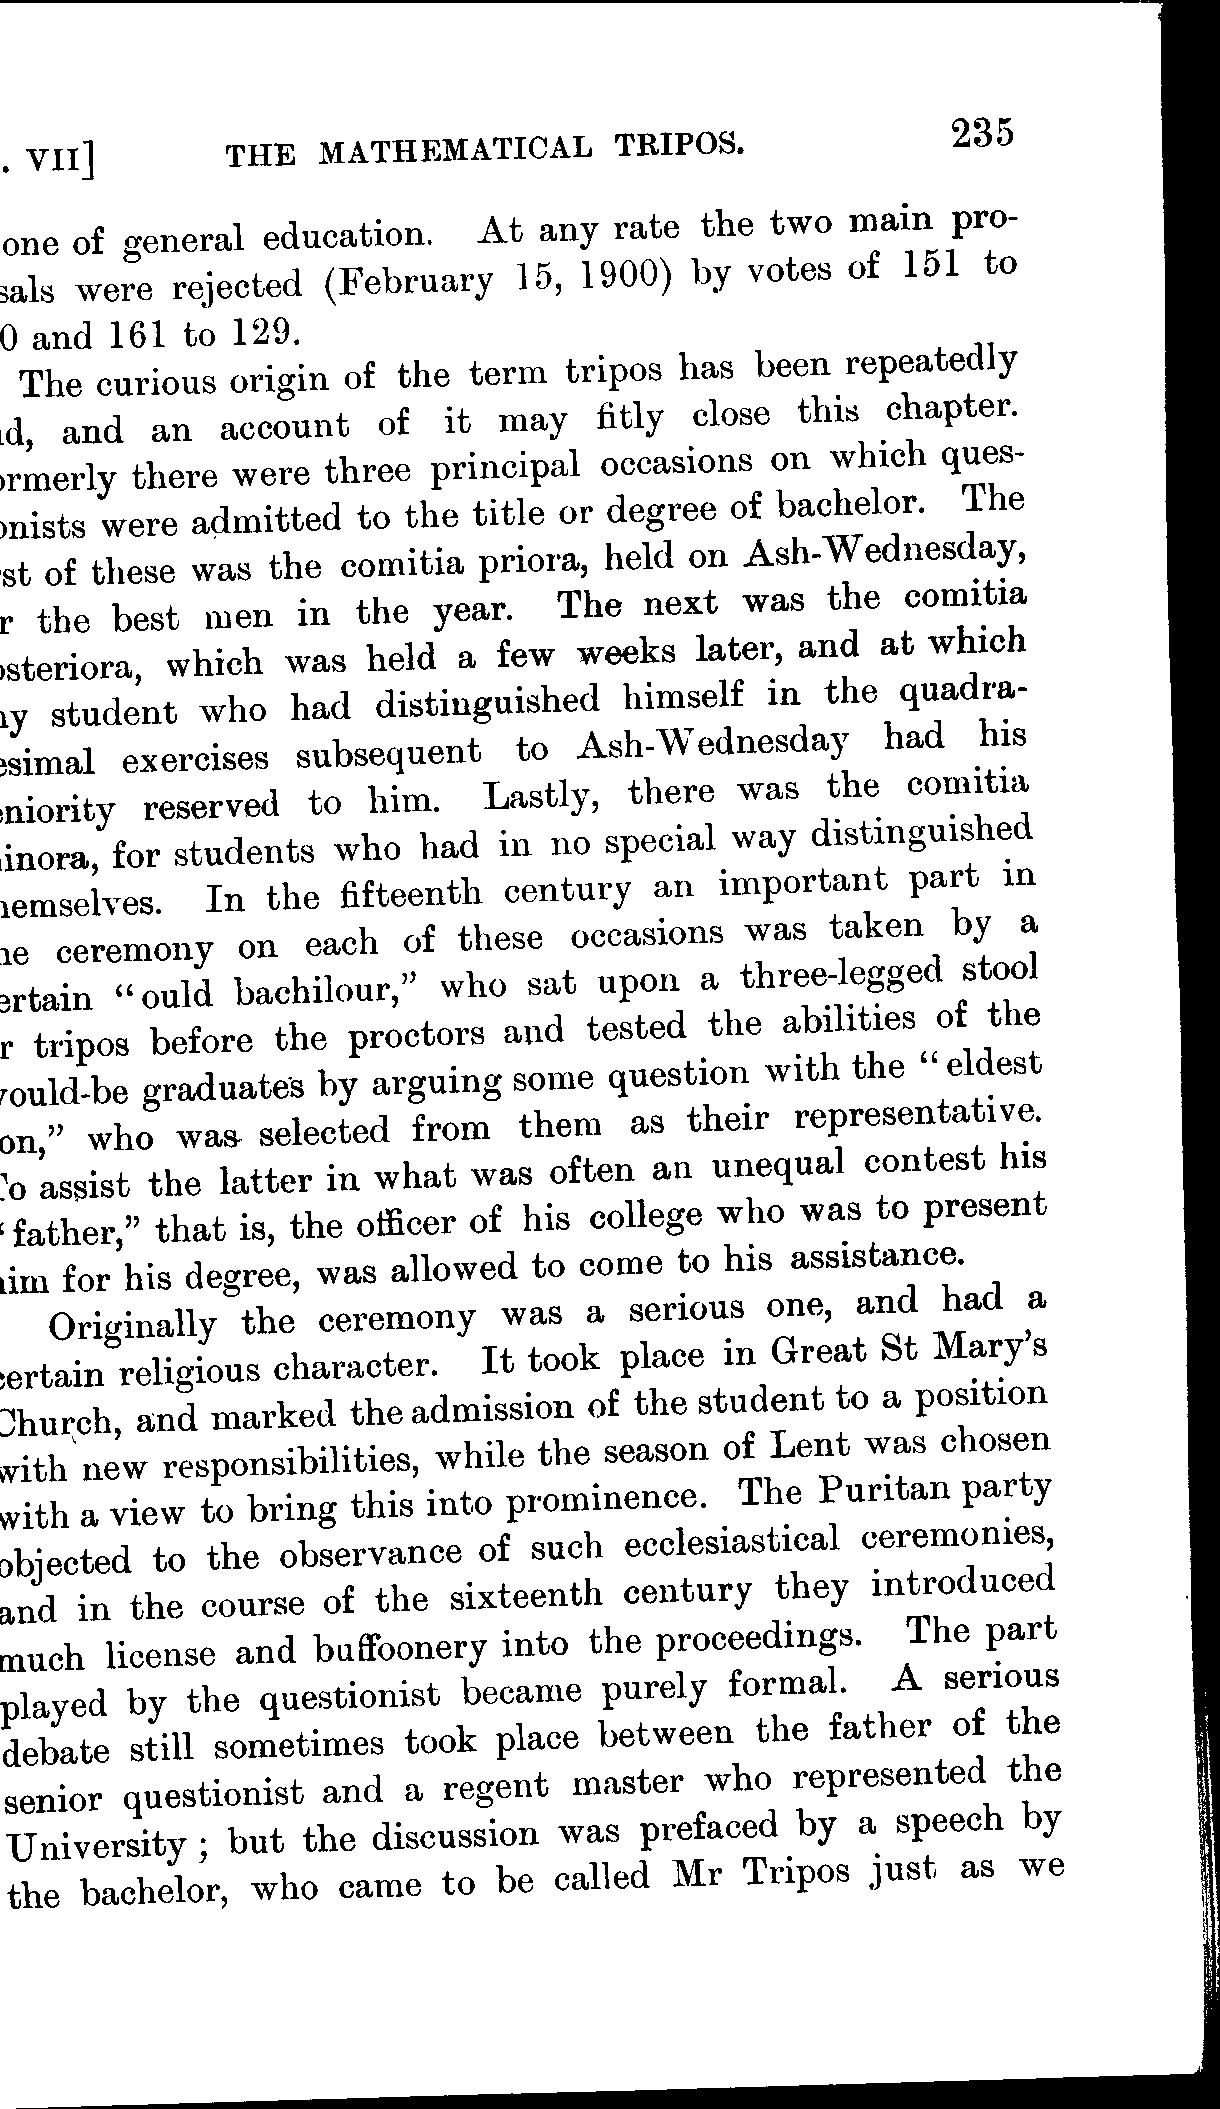 . VII] THE MATHEMATICAL TRIPOS. 235
one of general education. At any rate the two main pro-
sals were rejected (February 15, 1900) by votes of 151 to
0 and 161 to 129.
The curious origin of the term tripos has been repeatedly
d, and an account of it may fitly close this chapter.
ormerly there were three principal occasions on which ques-
onists were admitted to the title or degree of bachelor. The
st of these was the comitia priora, held on Ash-Wednesday,
r the best men in the year. The next was the comitia
osteriora, which was held a few weeks later, and at which
ny student who had distinguished himself in the quadra-
esimal exercises subsequent to Ash-Wednesday had his
eniority reserved to him. Lastly, there was the comitia
inora, for students who had in no special way distinguished
hemselves. In the fifteenth century an important part in
he ceremony on each of these occasions was taken by a
ertain "ould bachilour," who sat upon a three-legged stool
r tripos before the proctors and tested the abilities of the
would-be graduates by arguing some question with the "eldest
on," who was selected from them as their representative.
To assist the latter in what was often an unequal contest his
"father," that is, the officer of his college who was to present
him for his degree, was allowed to come to his assistance.
Originally the ceremony was a serious one, and had a
certain religious character. It took place in Great St Mary's
Church, and marked the admission of the student to a position
with new responsibilities, while the season of Lent was chosen
with a view to bring this into prominence. The Puritan party
objected to the observance of such ecclesiastical ceremonies,
and in the course of the sixteenth century they introduced
much license and buffoonery into the proceedings. The part
played by the questionist became purely formal. A serious
debate still sometimes took place between the father of the
senior questionist and a regent master who represented the
University; but the discussion was prefaced by a speech by
the bachelor, who came to be called Mr Tripos just as we